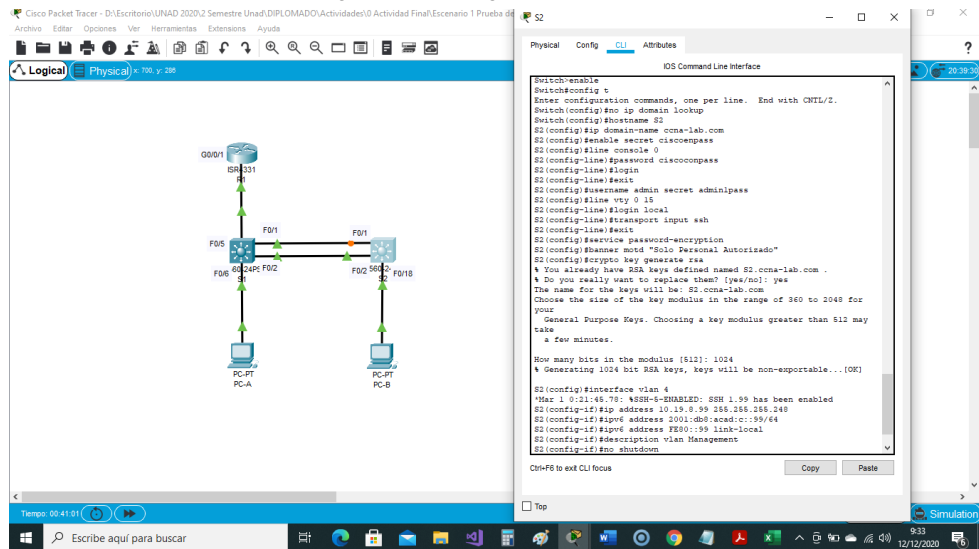 Cisco Packet Tracer - D:\Escritorio\UNAD 2020\2 Semestre Unad\DIPLOMADO\Actividades\0 Actividad Final\Escenario 1 Prueba de
Archivo Editar Opciones Ver Herramientas Extensions Ayuda
Logical Physical x: 700, y: 286
20:39:30
G0/0/1
ISR4331
R1
F0/1
F0/1
F0/5
F0/6
F0/2
S1
F0/2
F0/18
S2
PC-PT
PC-A
PC-PT
PC-B
Tiempo: 00:41:01
Simulation
S2
Physical Config CLI Attributes
IOS Command Line Interface
Switch>enable
Switch#config t
Enter configuration commands, one per line. End with CNTL/Z.
Switch(config)#no ip domain lookup
Switch(config)#hostname S2
S2(config)#ip domain-name ccna-lab.com
S2(config)#enable secret ciscoenpass
S2(config)#line console 0
S2(config-line)#password ciscoconpass
S2(config-line)#login
S2(config-line)#exit
S2(config)#username admin secret admin1pass
S2(config)#line vty 0 15
S2(config-line)#login local
S2(config-line)#transport input ssh
S2(config-line)#exit
S2(config)#service password-encryption
S2(config)#banner motd "Solo Personal Autorizado"
S2(config)#crypto key generate rsa
% You already have RSA keys defined named S2.ccna-lab.com .
% Do you really want to replace them? [yes/no]: yes
The name for the keys will be: S2.ccna-lab.com
Choose the size of the key modulus in the range of 360 to 2048 for
your
General Purpose Keys. Choosing a key modulus greater than 512 may
take
a few minutes.
How many bits in the modulus [512]: 1024
% Generating 1024 bit RSA keys, keys will be non-exportable...[OK]
S2(config)#interface vlan 4
*Mar 1 0:21:45.78: %SSH-5-ENABLED: SSH 1.99 has been enabled
S2(config-if)#ip address 10.19.8.99 255.255.255.248
S2(config-if)#ipv6 address 2001:db8:acad:c::99/64
S2(config-if)#ipv6 address FE80::99 link-local
S2(config-if)#description vlan Management
S2(config-if)#no shutdown
Ctrl+F6 to exit CLI focus
Copy Paste
Top
Escribe aquí para buscar
9:33
12/12/2020